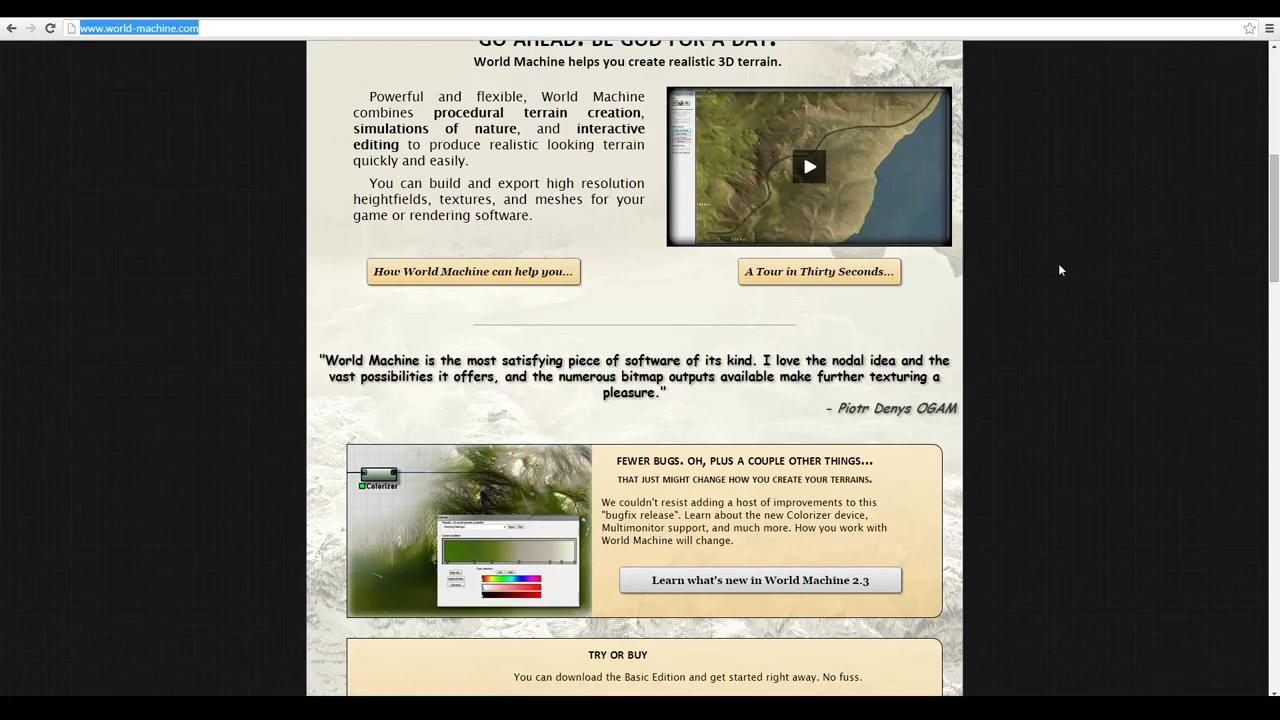 www.world-machine.com
GO AHEAD. BE GOD FOR A DAY.
World Machine helps you create realistic 3D terrain.
Powerful and flexible, World Machine
combines procedural terrain creation,
simulations of nature, and interactive
editing to produce realistic looking terrain
quickly and easily.
You can build and export high resolution
heightfields, textures, and meshes for your
game or rendering software.
How World Machine can help you...
A Tour in Thirty Seconds...
"World Machine is the most satisfying piece of software of its kind. I love the nodal idea and the
vast possibilities it offers, and the numerous bitmap outputs available make further texturing a
pleasure."
- Piotr Denys OGAM
Colorizer
FEWER BUGS. OH, PLUS A COUPLE OTHER THINGS...
THAT JUST MIGHT CHANGE HOW YOU CREATE YOUR TERRAINS.
We couldn't resist adding a host of improvements to this
"bugfix release". Learn about the new Colorizer device,
Multimonitor support, and much more. How you work with
World Machine will change.
Learn what's new in World Machine 2.3
TRY OR BUY
You can download the Basic Edition and get started right away. No fuss.